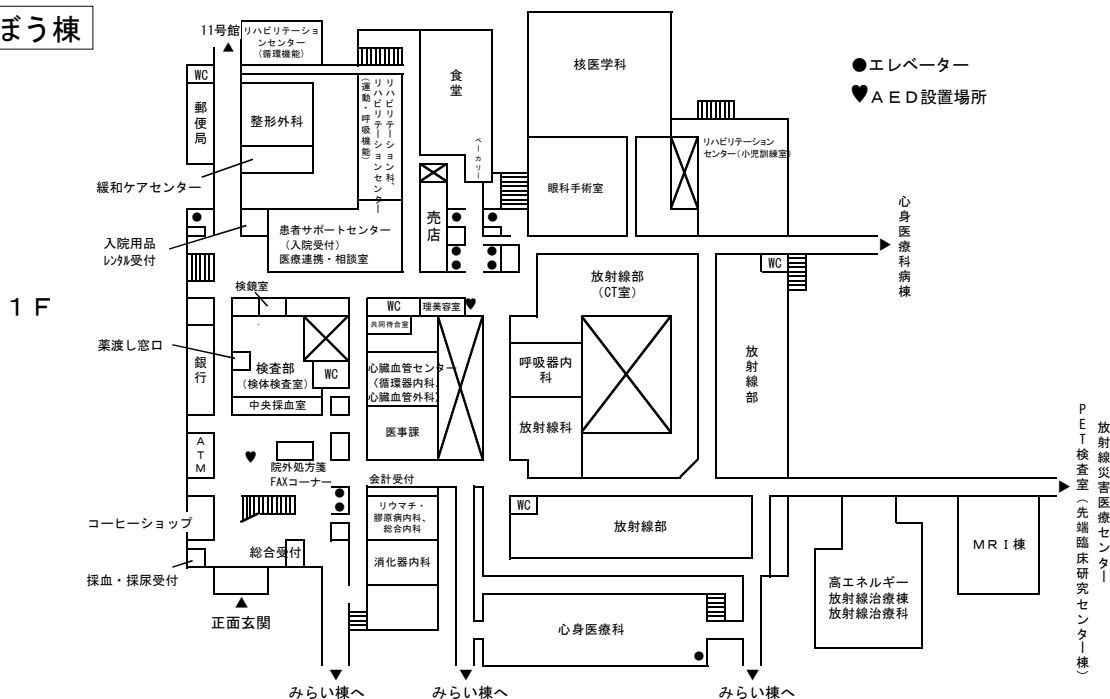 ぼう棟
1F
11号館
リハビリテーショ
ンセンター
(循環機能)
WC
郵便局
整形外科
緩和ケアセンター
入院用品
レンタル受付
リハビリテーション科、
リハビリテーションセンター
(運動・呼吸機能)
食堂
ベーカリー
売店
患者サポートセンター
(入院受付)
医療連携・相談室
核医学科
眼科手術室
リハビリテーション
センター(小児訓練室)
●エレベーター
♥AED設置場所
心身医療科病棟
WC
放射線部
(CT室)
放射線部
検鏡室
薬渡し窓口
銀行
検査部
(検体検査室)
WC
中央採血室
WC
理美容室
共同待合室
心臓血管センター
(循環器内科、
心臓血管外科)
医事課
呼吸器内
科
放射線科
ATM
院外処方箋
FAXコーナー
会計受付
コーヒーショップ
総合受付
採血・採尿受付
正面玄関
リウマチ・
膠原病内科、
総合内科
消化器内科
WC
放射線部
心身医療科
高エネルギー
放射線治療棟
放射線治療科
MRI棟
放射線災害医療センター
PET検査室(先端臨床研究センター棟)
みらい棟へ
みらい棟へ
みらい棟へ